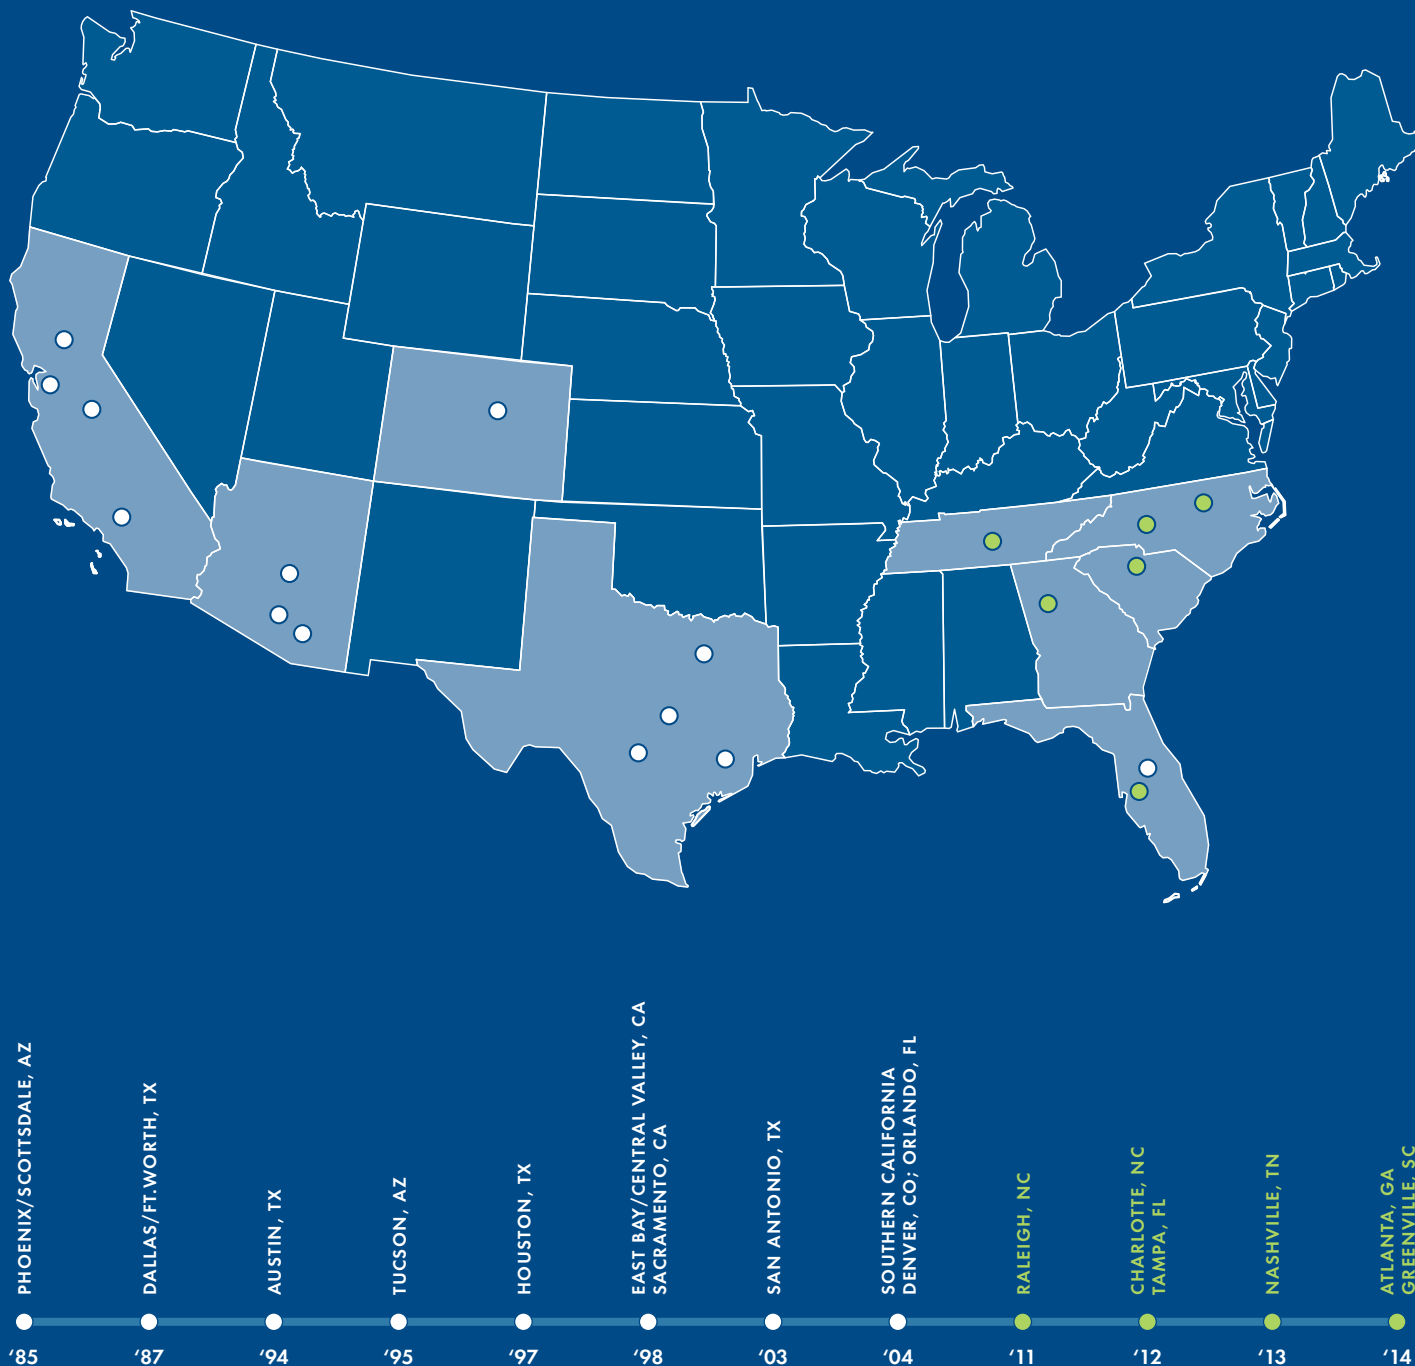 PHOENIX/SCOTTSDALE, AZ
DALLAS/FT.WORTH, TX
AUSTIN, TX
TUCSON, AZ
HOUSTON, TX
EAST BAY/CENTRAL VALLEY, CA
SACRAMENTO, CA
SAN ANTONIO, TX
SOUTHERN CALIFORNIA
DENVER, CO; ORLANDO, FL
RALEIGH, NC
CHARLOTTE, NC
TAMPA, FL
NASHVILLE, TN
ATLANTA, GA
GREENVILLE, SC
‘85 ‘87 ‘94 ‘95 ‘97 ‘98 ‘03 ‘04 ‘11 ‘12 ‘13 ‘14